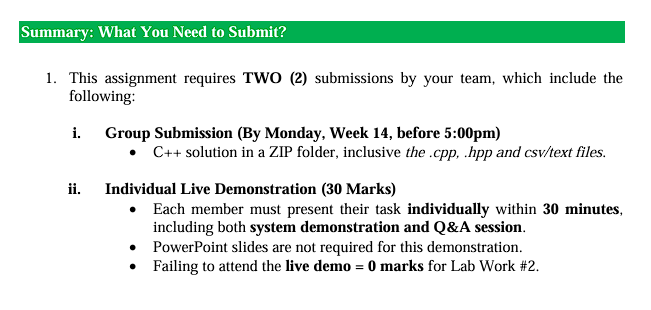 Summary: What You Need to Submit?
1. This assignment requires TWO (2) submissions by your team, which include the
following:
i. Group Submission (By Monday, Week 14, before 5:00pm)
• C++ solution in a ZIP folder, inclusive the .cpp, .hpp and csv/text files.
ii. Individual Live Demonstration (30 Marks)
• Each member must present their task individually within 30 minutes,
including both system demonstration and Q&A session.
• PowerPoint slides are not required for this demonstration.
• Failing to attend the live demo = 0 marks for Lab Work #2.